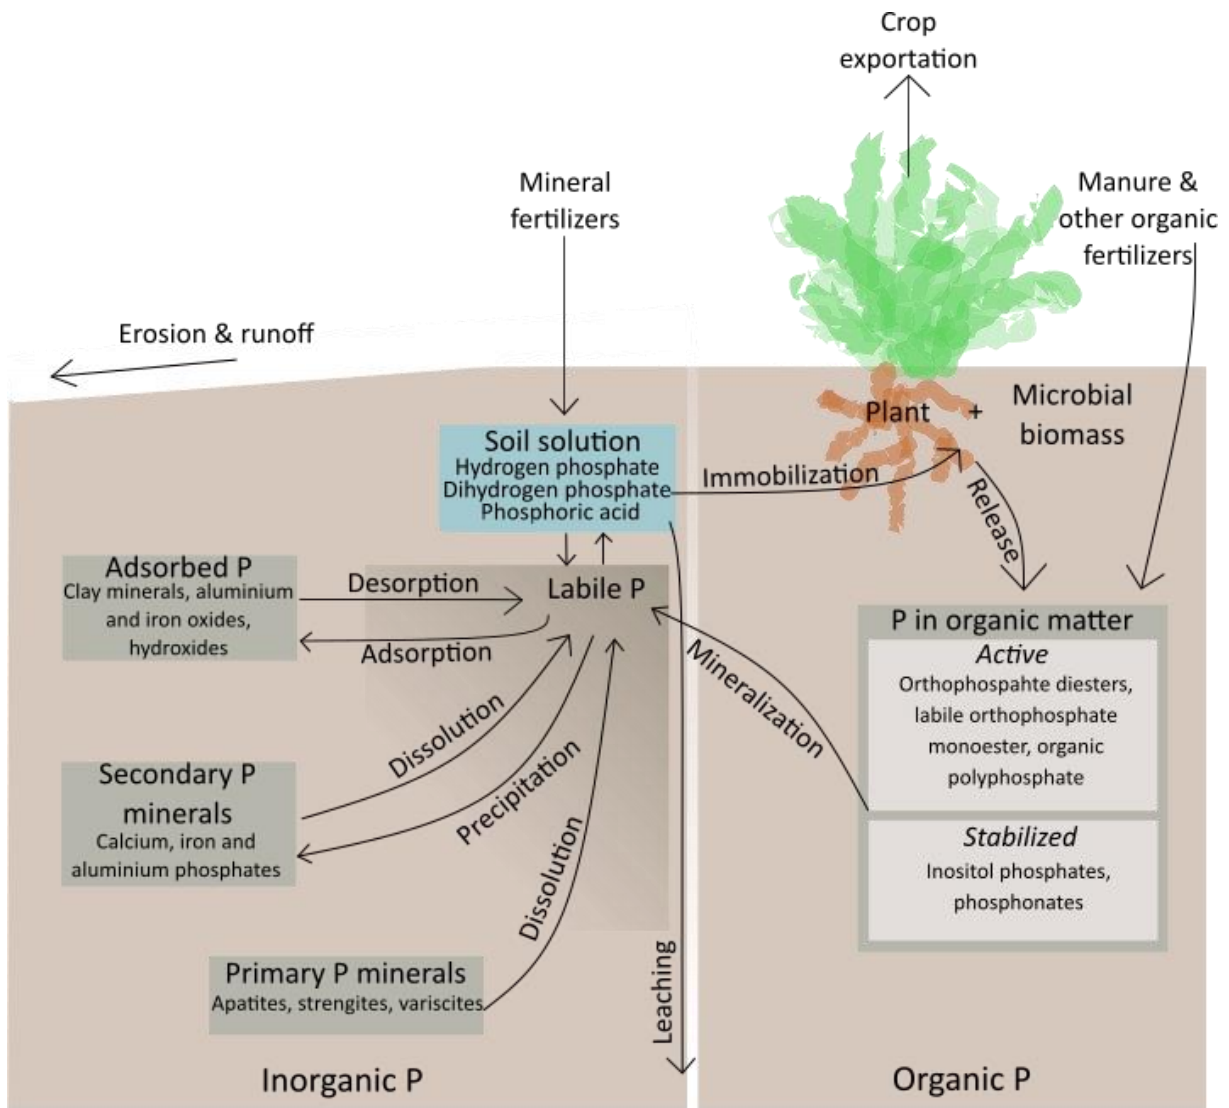 Crop
exportation
Mineral
fertilizers
Manure &
other organic
fertilizers
Erosion & runoff
Plant +
Microbial
biomass
Soil solution
Hydrogen phosphate
Dihydrogen phosphate
Phosphoric acid
Immobilization
Release
Adsorbed P
Clay minerals, aluminium
and iron oxides,
hydroxides
Desorption
Adsorption
Labile P
Mineralization
P in organic matter
Active
Orthophospahte diesters,
labile orthophosphate
monoester, organic
polyphosphate
Stabilized
Inositol phosphates,
phosphonates
Secondary P
minerals
Calcium, iron and
aluminium phosphates
Dissolution
Precipitation
Dissolution
Primary P minerals
Apatites, strengites, variscites
Leaching
Inorganic P
Organic P